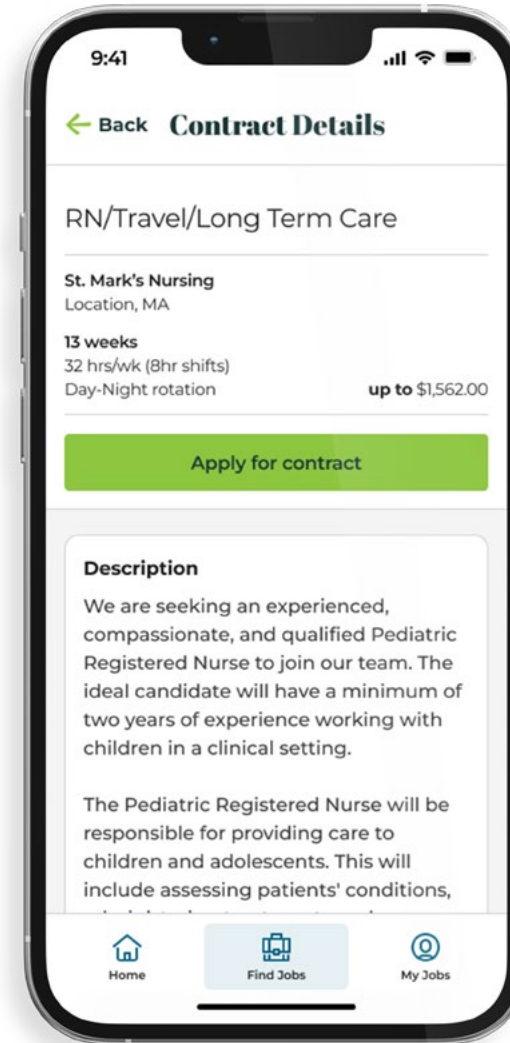 9:41
Back Contract Details
RN/Travel/Long Term Care
St. Mark's Nursing
Location, MA
13 weeks
32 hrs/wk (8hr shifts)
Day-Night rotation up to $1,562.00
Apply for contract
Description
We are seeking an experienced,
compassionate, and qualified Pediatric
Registered Nurse to join our team. The
ideal candidate will have a minimum of
two years of experience working with
children in a clinical setting.
The Pediatric Registered Nurse will be
responsible for providing care to
children and adolescents. This will
include assessing patients' conditions,
Home Find Jobs My Jobs